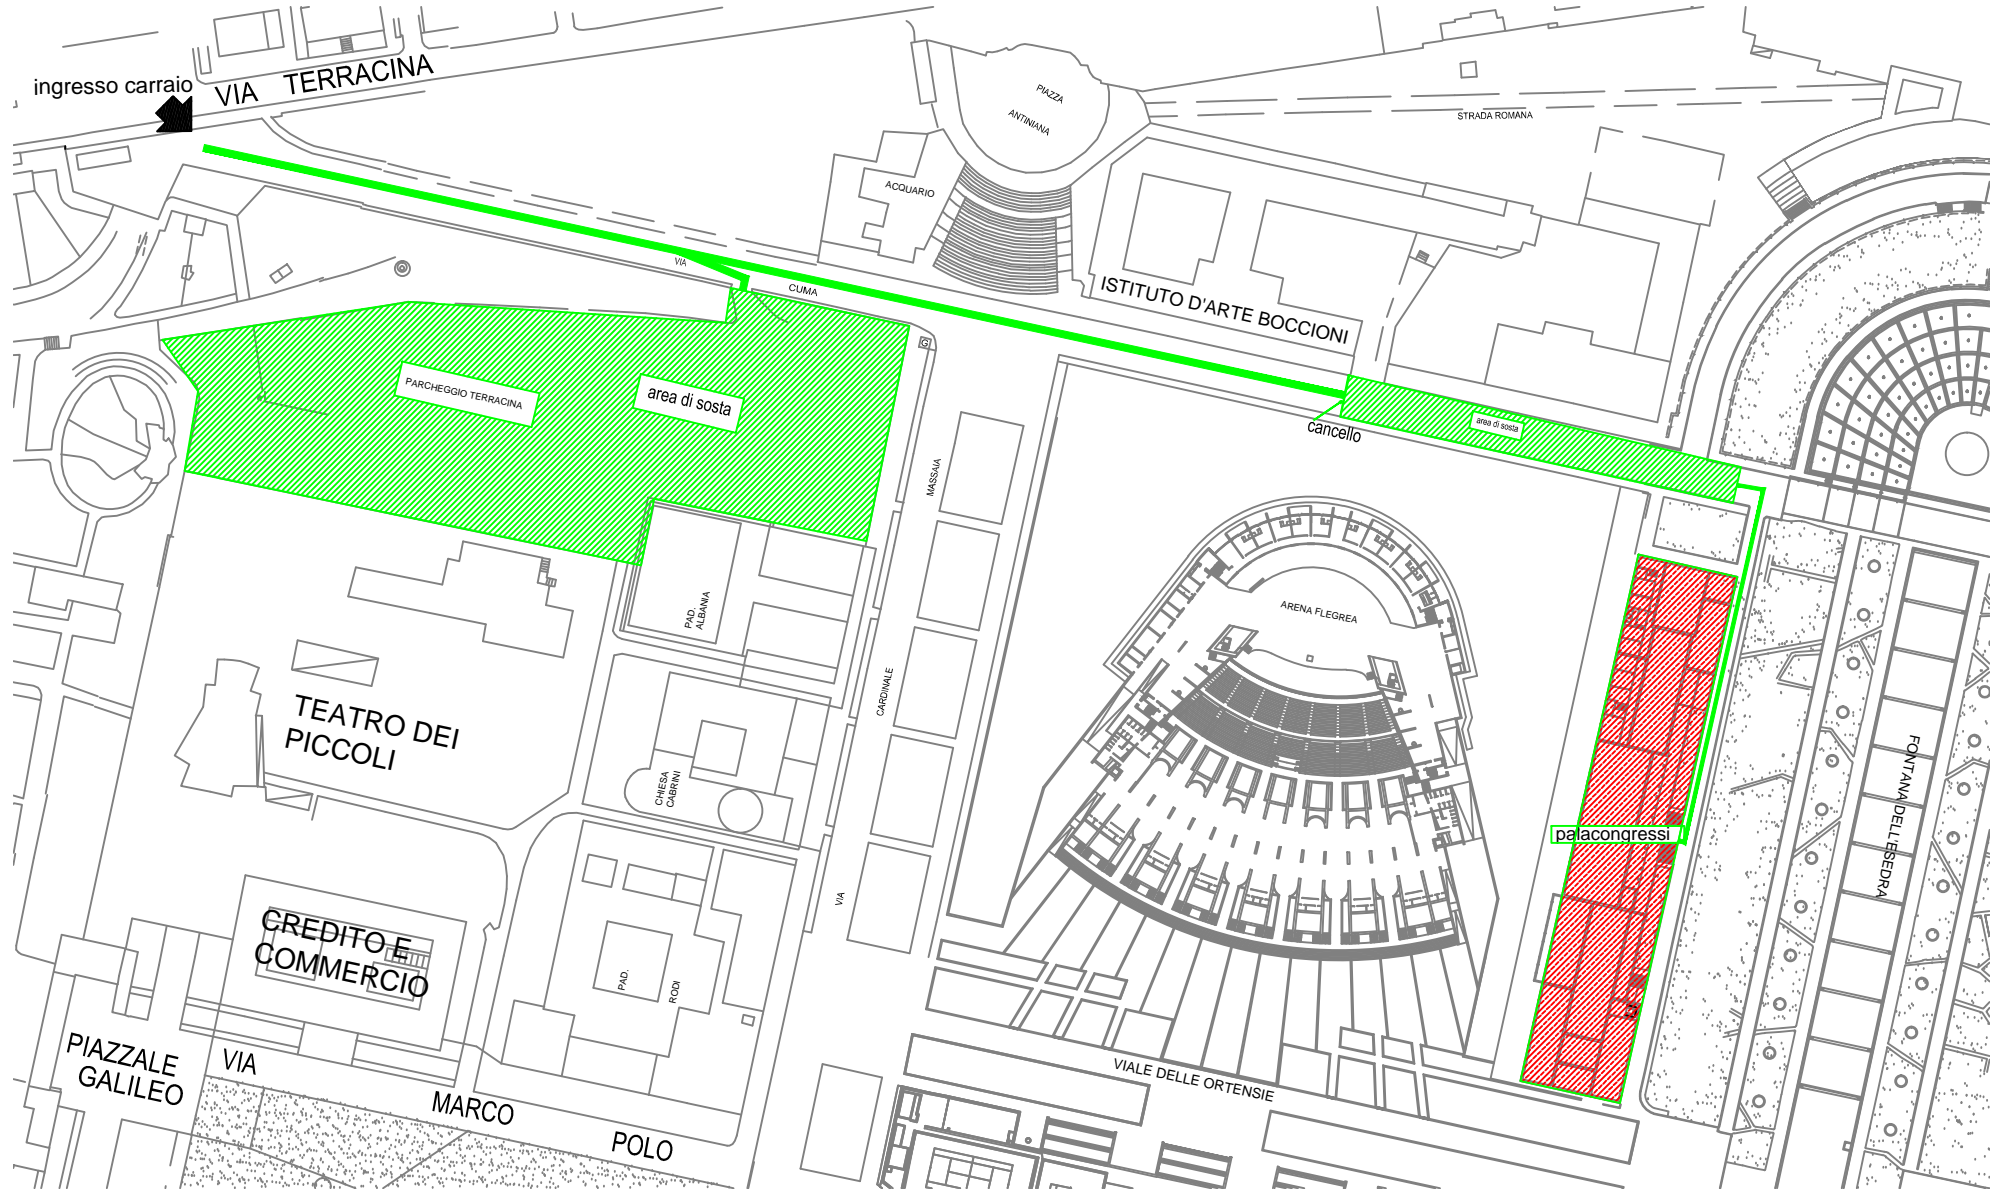 ingresso carraio
VIA TERRACINA
PIAZZA
ANTINIANA
STRADA ROMANA
ACQUARIO
VIA
CUMA
ISTITUTO D'ARTE BOCCIONI
G
PARCHEGGIO TERRACINA
area di sosta
area di sosta
cancello
MASSAIA
CARDINALE
VIA
PAD.
ALBANIA
ARENA FLEGREA
TEATRO DEI
PICCOLI
CHIESA
CABRINI
palacongressi
FONTANA DELL'ESEDRA
CREDITO E
COMMERCIO
PAD.
RODI
PIAZZALE
GALILEO
VIA
MARCO
POLO
VIALE DELLE ORTENSIE